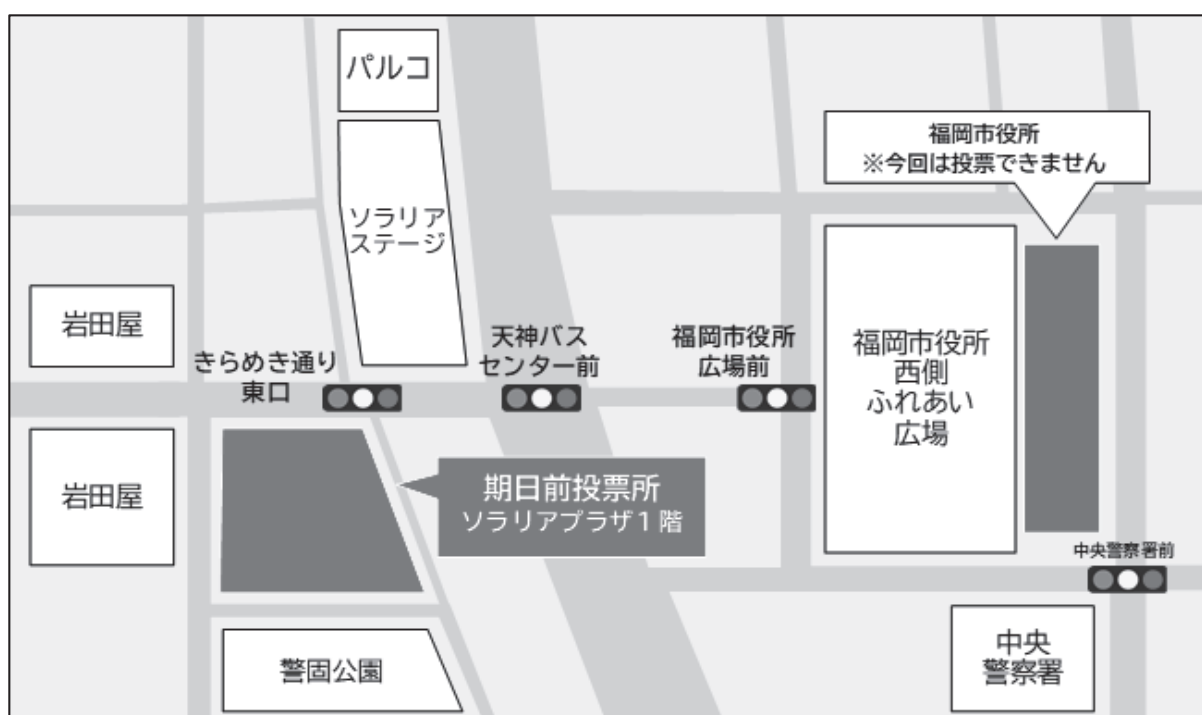 パルコ
福岡市役所
※今回は投票できません
ソラリア
ステージ
岩田屋
きらめき通り
東口
天神バス
センター前
福岡市役所
広場前
福岡市役所
西側
ふれあい
広場
岩田屋
期日前投票所
ソラリアプラザ1階
中央警察署前
警固公園
中央
警察署